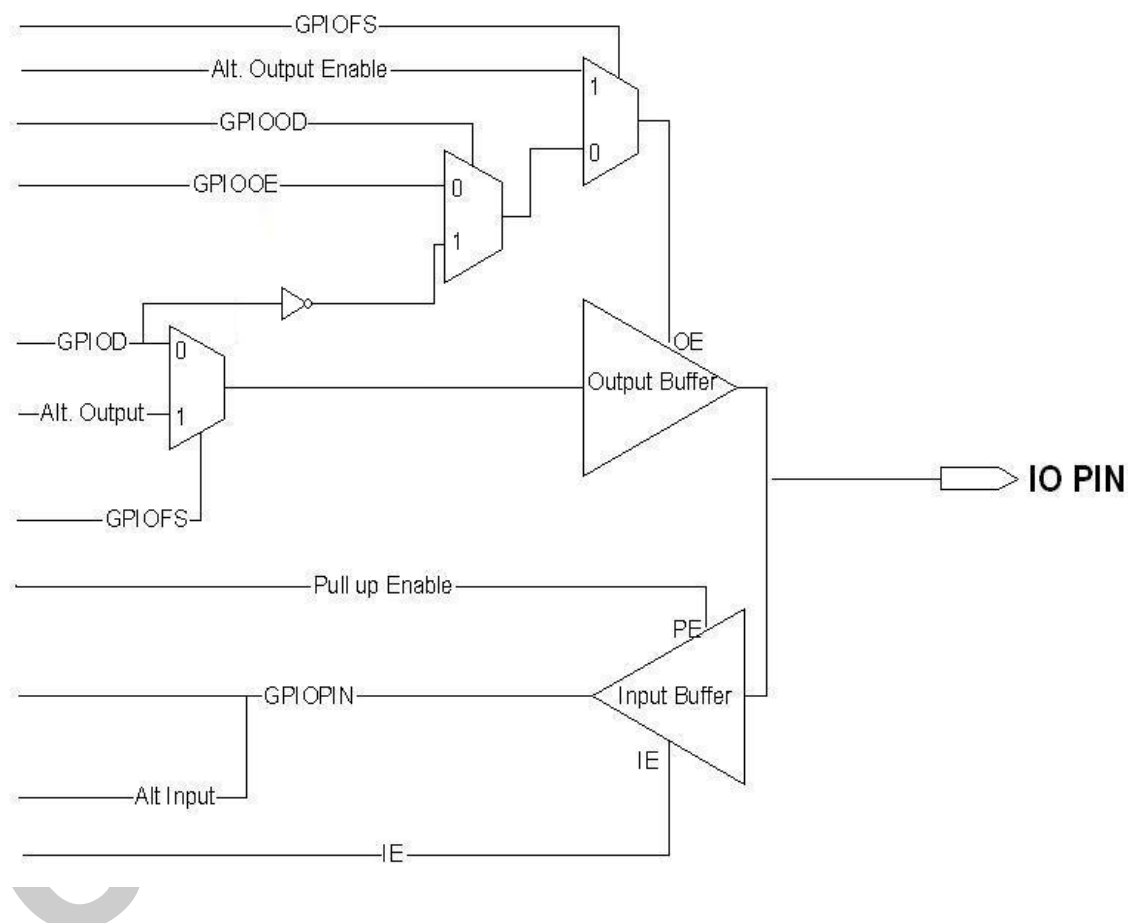 GPIOFS
Alt. Output Enable
1
GPIOOD
0
GPIOOE
0
1
GPIOD
0
OE
Output Buffer
Alt. Output
1
IO PIN
GPIOFS
Pull up Enable
PE
GPIOPIN
Input Buffer
IE
Alt Input
IE